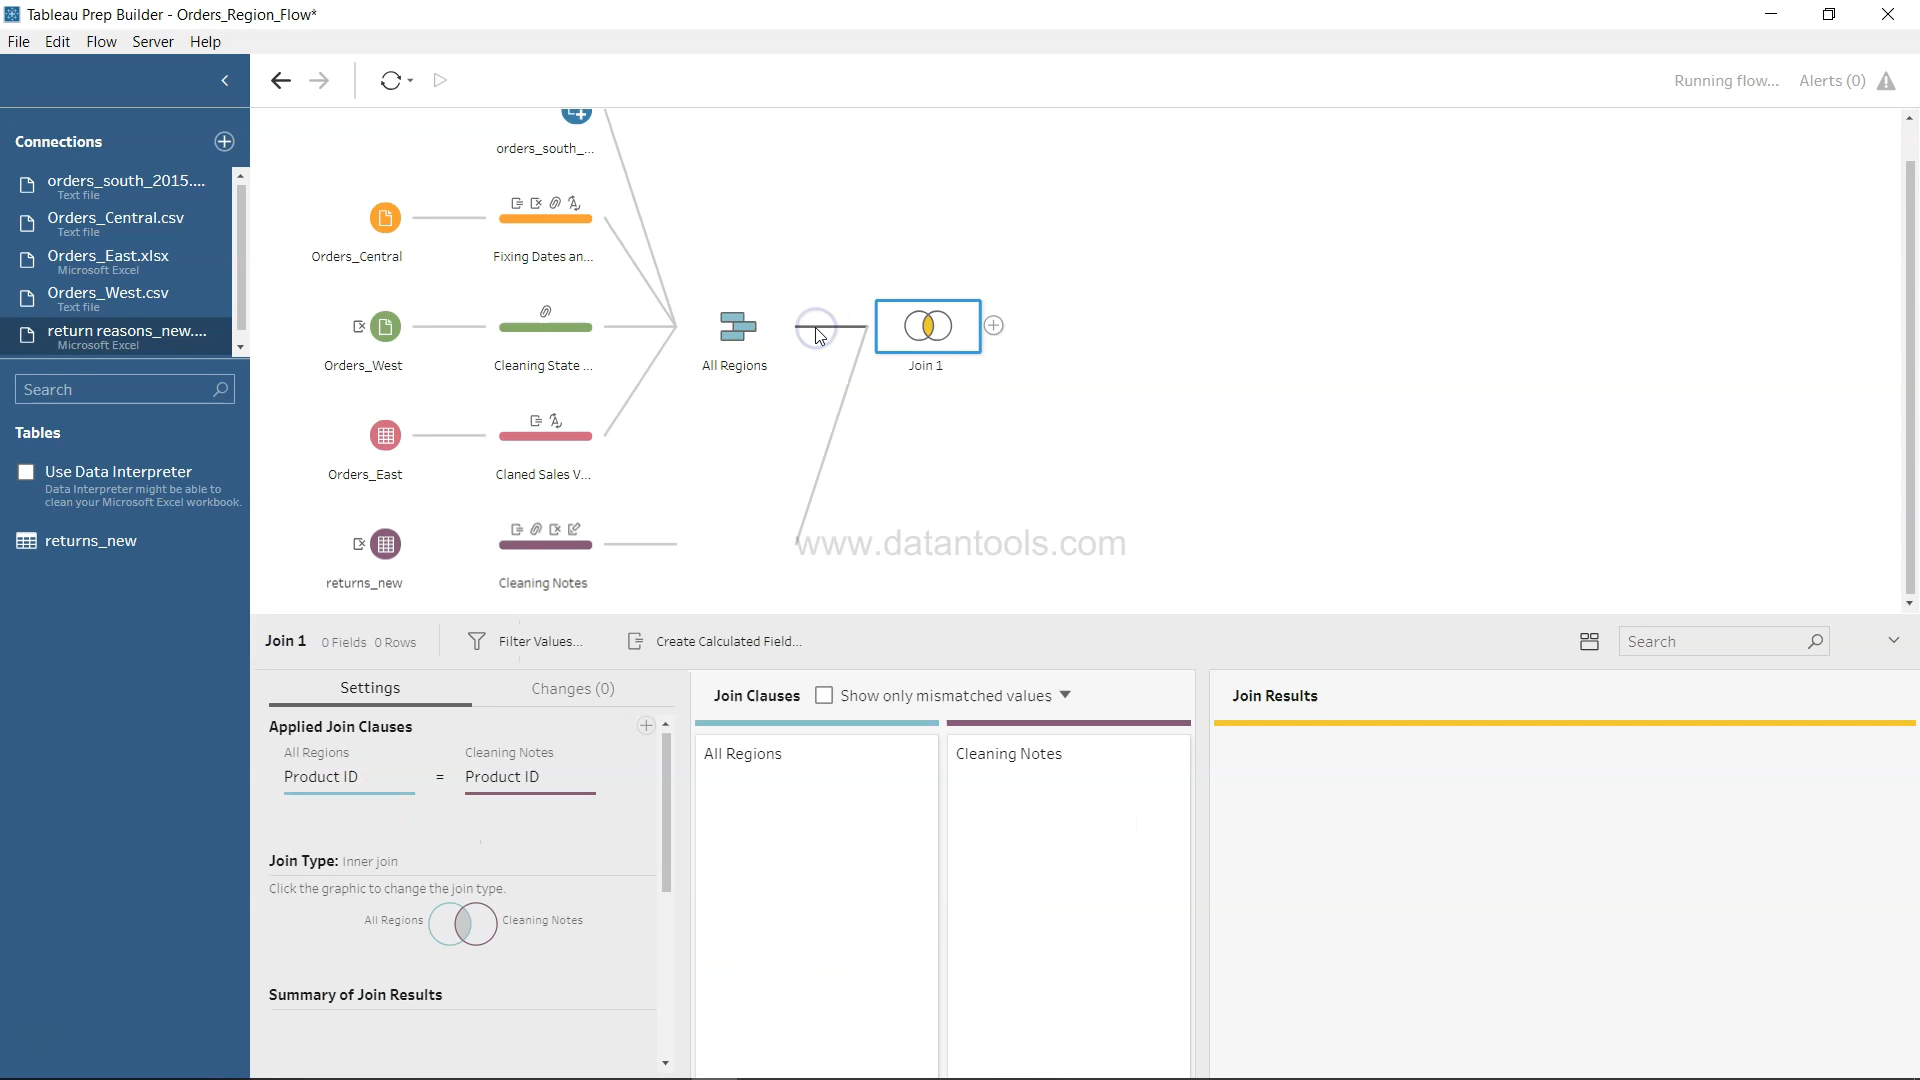 Tableau Prep Builder - Orders_Region_Flow*
File Edit Flow Server Help
Running flow... Alerts (0)
Connections
orders_south_2015....
Text file
Orders_Central.csv
Text file
Orders_East.xlsx
Microsoft Excel
Orders_West.csv
Text file
return reasons_new....
Microsoft Excel
Search
Tables
Use Data Interpreter
Data Interpreter might be able to
clean your Microsoft Excel workbook.
returns_new
orders_south_...
Orders_Central
Fixing Dates an...
Orders_West
Cleaning State ...
All Regions
Join 1
Orders_East
Claned Sales V...
returns_new
Cleaning Notes
www.datantools.com
Join 1 0 Fields 0 Rows
Filter Values...
Create Calculated Field...
Search
Settings
Changes (0)
Applied Join Clauses
All Regions
Cleaning Notes
Product ID = Product ID
Join Type: Inner join
Click the graphic to change the join type.
All Regions
Cleaning Notes
Summary of Join Results
Join Clauses
Show only mismatched values
All Regions
Cleaning Notes
Join Results